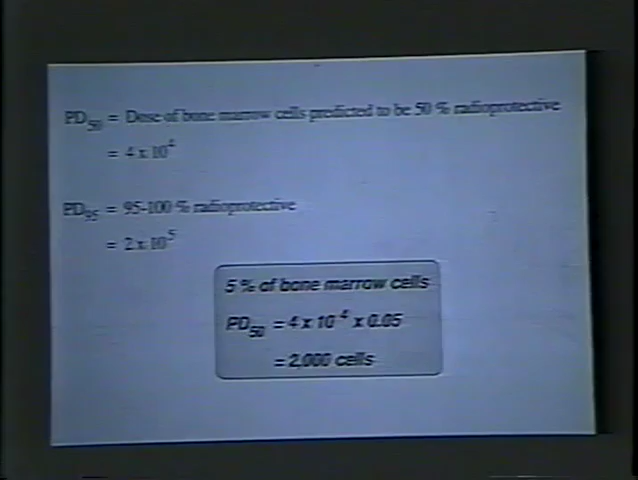 PD50 = Dose of bone marrow cells predicted to be 50 % radioprotective
= 4 x 10^4
PD95 = 95-100 % radioprotective
= 2 x 10^5
5 % of bone marrow cells
PD50 = 4 x 10^4 x 0.05
= 2,000 cells